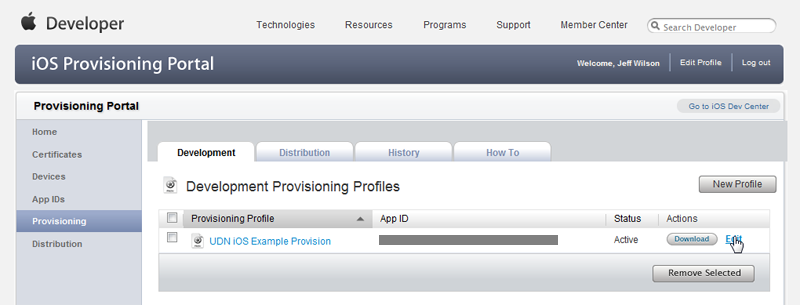 Developer
Technologies Resources Programs Support Member Center Search Developer
iOS Provisioning Portal
Welcome, Jeff Wilson Edit Profile Log out
Provisioning Portal
Go to iOS Dev Center
Home
Certificates
Devices
App IDs
Provisioning
Distribution
Development Distribution History How To
Development Provisioning Profiles
New Profile
Provisioning Profile App ID Status Actions
UDN iOS Example Provision Active Download Edit
Remove Selected